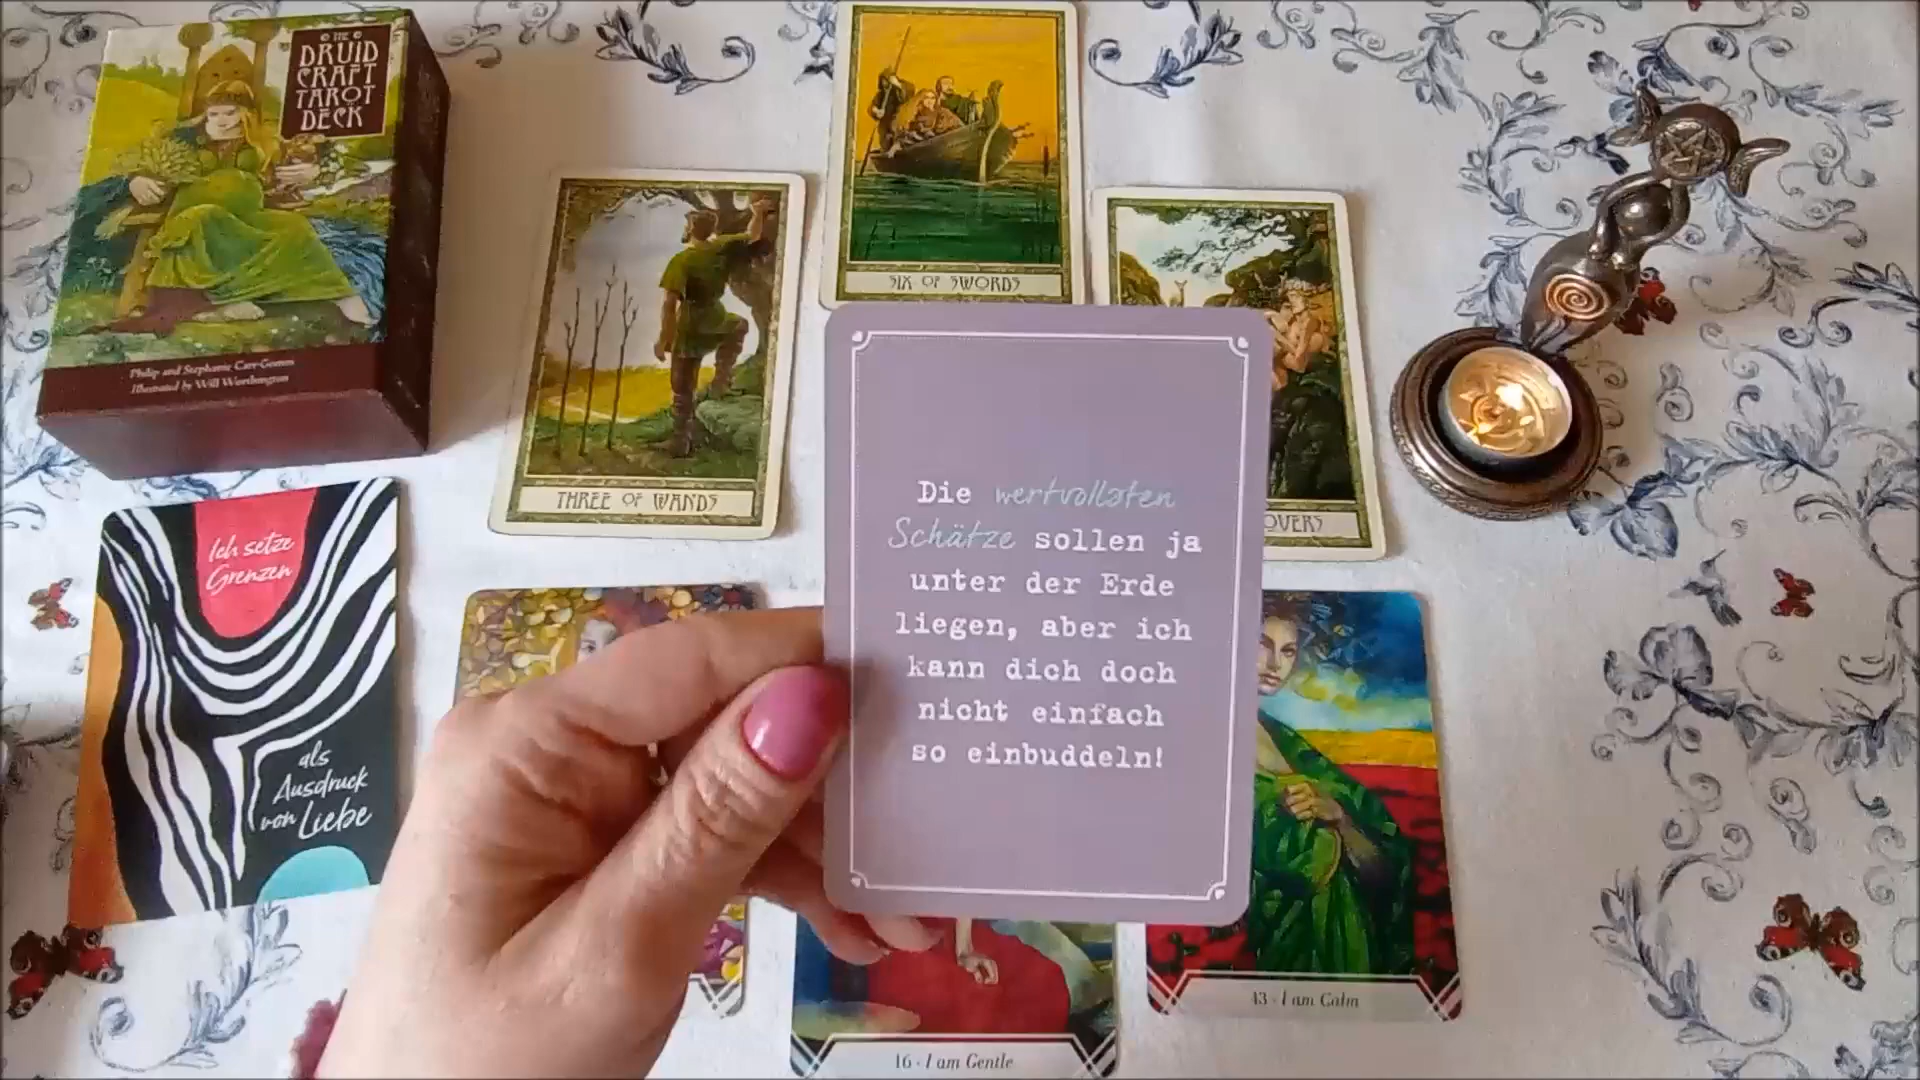 THE
DRUID
CRAFT
TAROT
DECK
Philip and Stephanie Carr-Gomm
Illustrated by Will Worthington
SIX OF SWORDS
THREE OF WANDS
OVERS
Ich setze
Grenzen
als
Ausdruck
von Liebe
Die wertvollsten
Schätze sollen ja
unter der Erde
liegen, aber ich
kann dich doch
nicht einfach
so einbuddeln!
43 · I am Calm
16 · I am Gentle